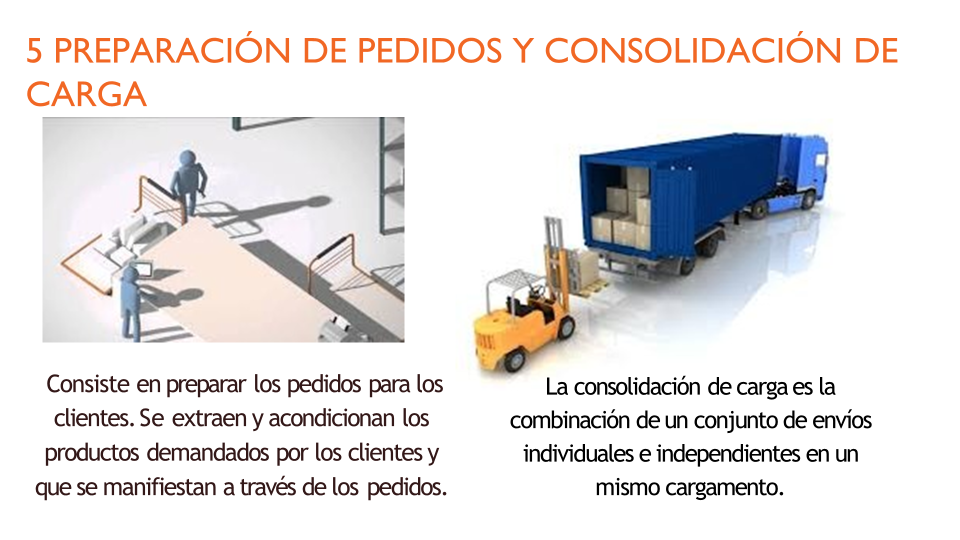 5 PREPARACIÓN DE PEDIDOS Y CONSOLIDACIÓN DE
CARGA
Consiste en preparar los pedidos para los
clientes. Se extraen y acondicionan los
productos demandados por los clientes y
que se manifiestan a través de los pedidos.
La consolidación de carga es la
combinación de un conjunto de envíos
individuales e independientes en un
mismo cargamento.